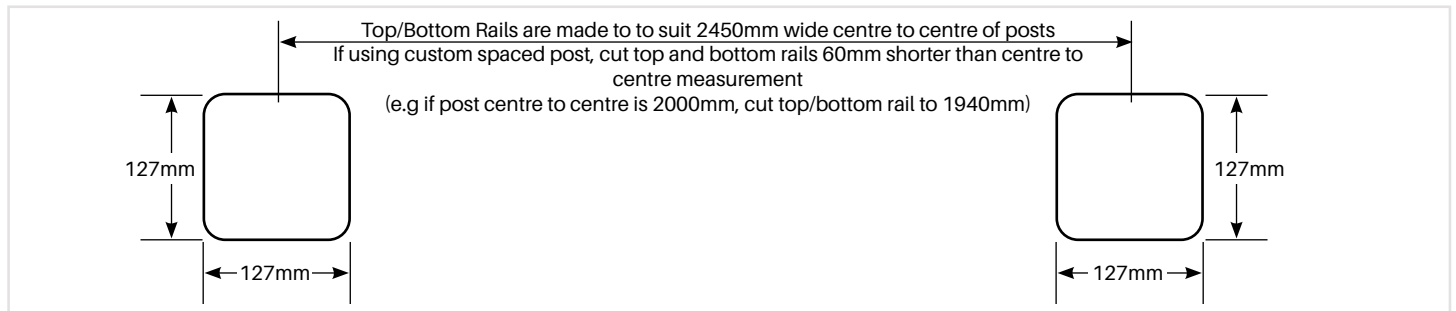 Top/Bottom Rails are made to to suit 2450mm wide centre to centre of posts
If using custom spaced post, cut top and bottom rails 60mm shorter than centre to
centre measurement
(e.g if post centre to centre is 2000mm, cut top/bottom rail to 1940mm)
127mm
127mm
127mm
127mm